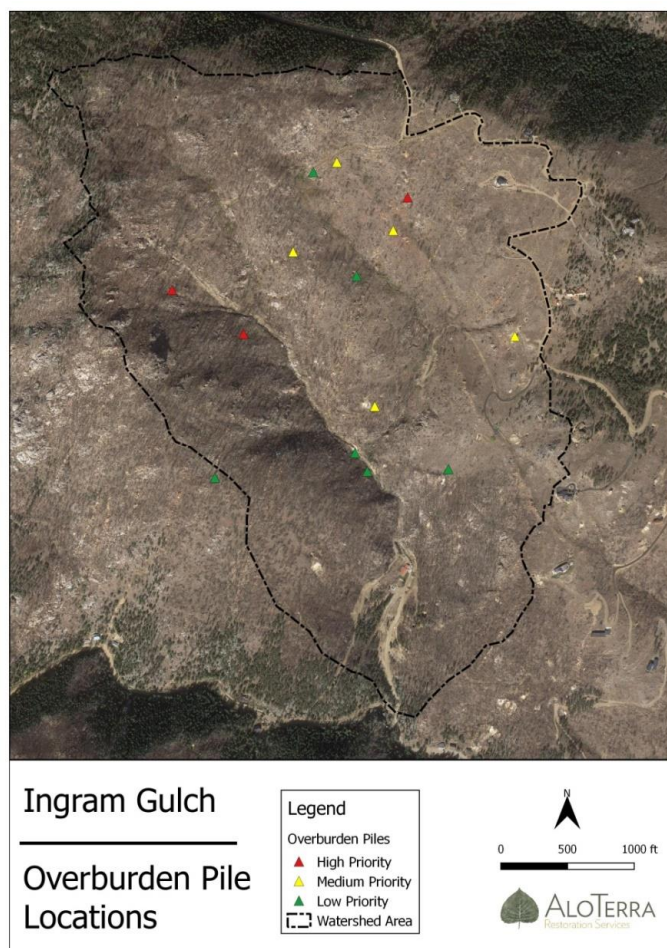 Ingram Gulch
Overburden Pile
Locations
Legend
Overburden Piles
High Priority
Medium Priority
Low Priority
Watershed Area
N
0 500 1000 ft
ALOTERRA
Restoration Services